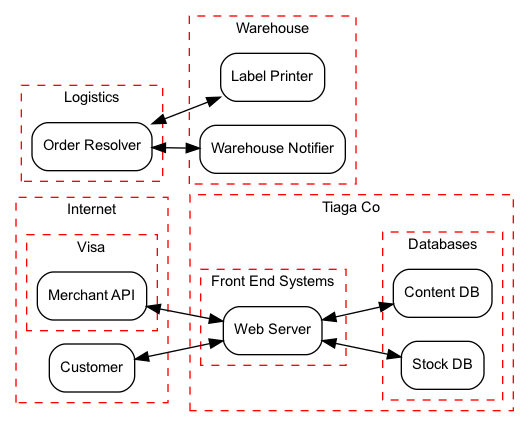 Warehouse
Label Printer
Logistics
Order Resolver
Warehouse Notifier
Internet
Tiaga Co
Visa
Databases
Merchant API
Front End Systems
Content DB
Web Server
Customer
Stock DB